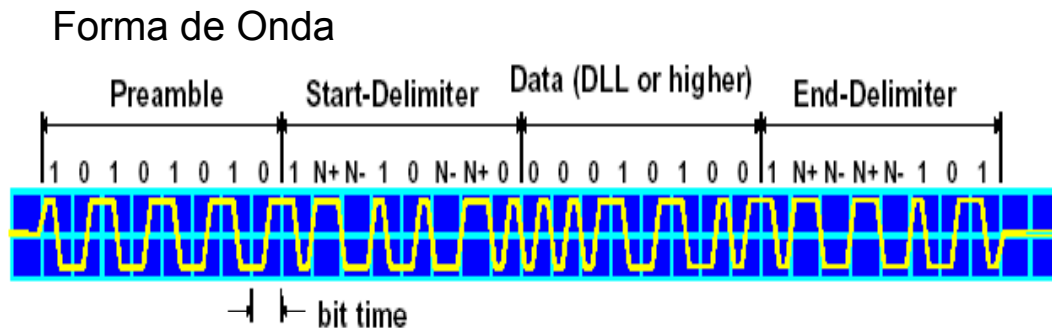 Forma de Onda
Preamble Start-Delimiter Data (DLL or higher) End-Delimiter
1 0 1 0 1 0 1 0 1 N+ N- 1 0 N- N+ 0 0 0 0 1 0 1 0 0 1 N+ N- N+ N- 1 0 1
bit time